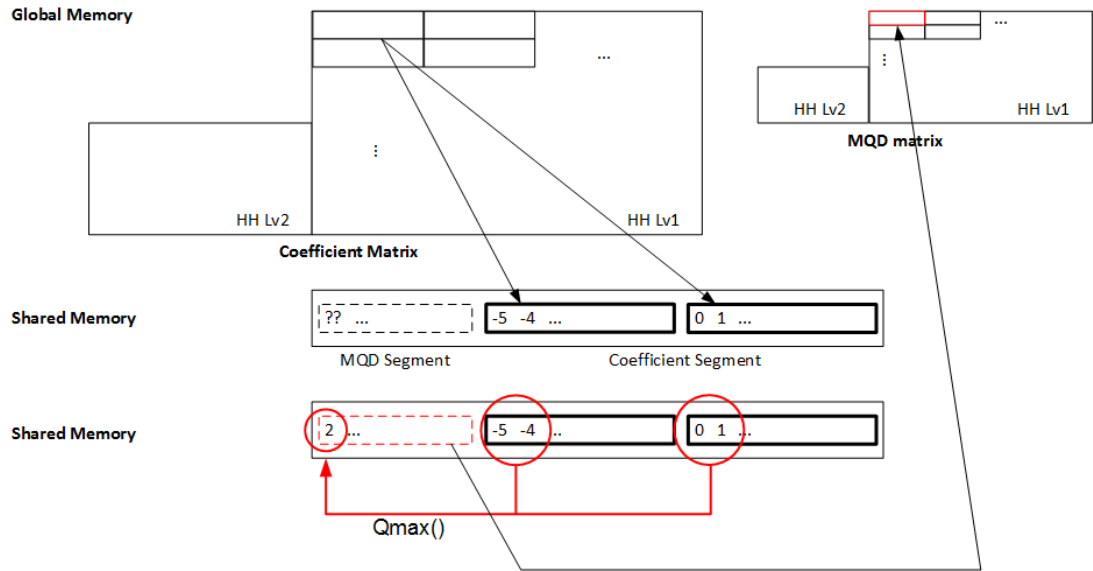 Global Memory
...
...
HH Lv2
HH Lv1
Coefficient Matrix
...
...
HH Lv2
HH Lv1
MQD matrix
Shared Memory
?? ...
-5 -4 ...
0 1 ...
MQD Segment
Coefficient Segment
Shared Memory
2 ...
-5 -4 ..
0 1 ...
Qmax()